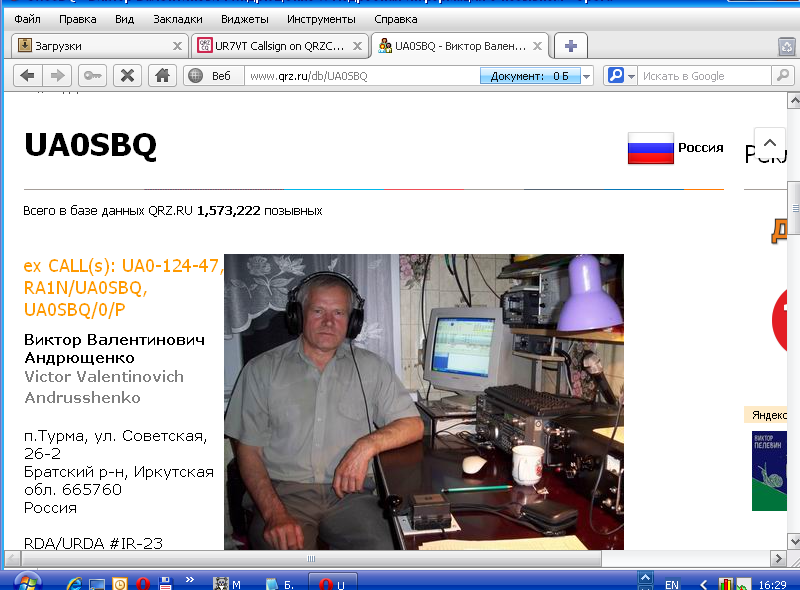 Файл Правка Вид Закладки Виджеты Инструменты Справка
Загрузки
UR7VT Callsign on QRZC...
UA0SBQ - Виктор Вален...
Веб
www.qrz.ru/db/UA0SBQ
Документ: 0 Б
Искать в Google
UA0SBQ
Россия
Всего в базе данных QRZ.RU 1,573,222 позывных
ex CALL(s): UA0-124-47,
RA1N/UA0SBQ,
UA0SBQ/0/P
Виктор Валентинович
Андрющенко
Victor Valentinovich
Andrusshenko
п.Турма, ул. Советская,
26-2
Братский р-н, Иркутская
обл. 665760
Россия
RDA/URDA #IR-23
Яндекс
ВИКТОР
ПЕЛЕВИН
М
Б.
U
EN
16:29